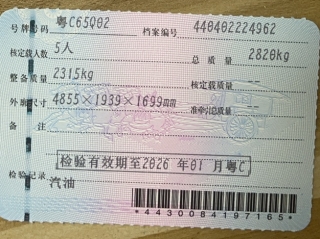 号牌号码 粤C65Q02 档案编号 440402224962
核定载人数 5人 总质量 2820kg
整备质量 2315kg 核定载质量 --
外廓尺寸 4855×1939×1699mm 准牵引总质量 --
备注
检验有效期至2026年01月粤C
检验记录 汽油
*4430084197165*